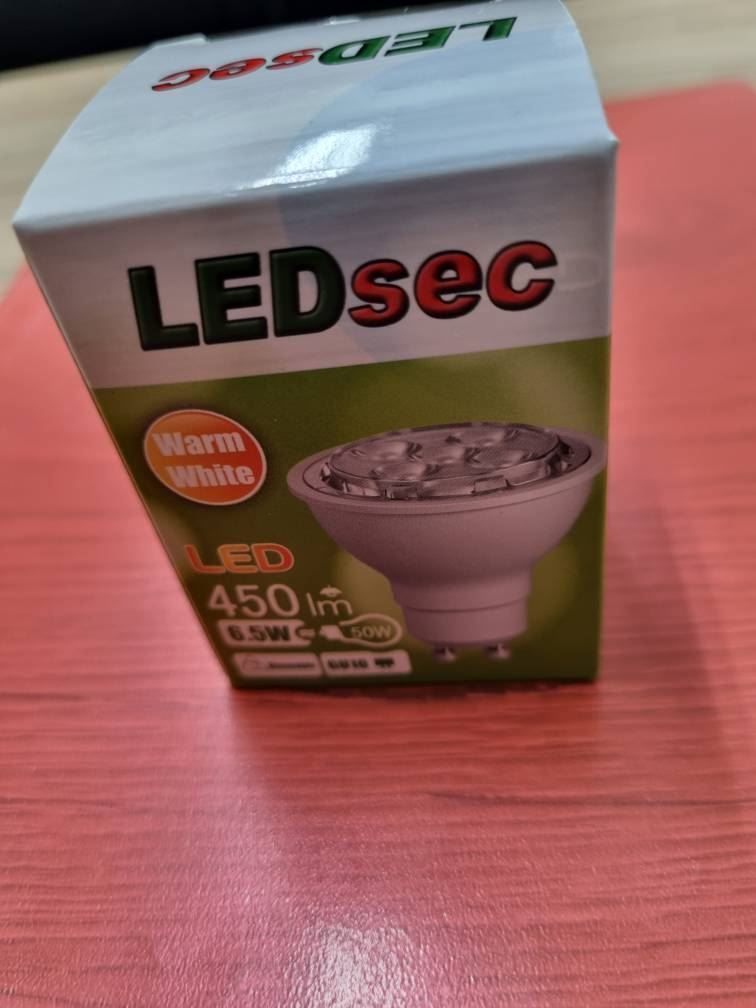 LEDsec
LEDsec
Warm
White
LED
450 lm
6.5W 50W
GU10